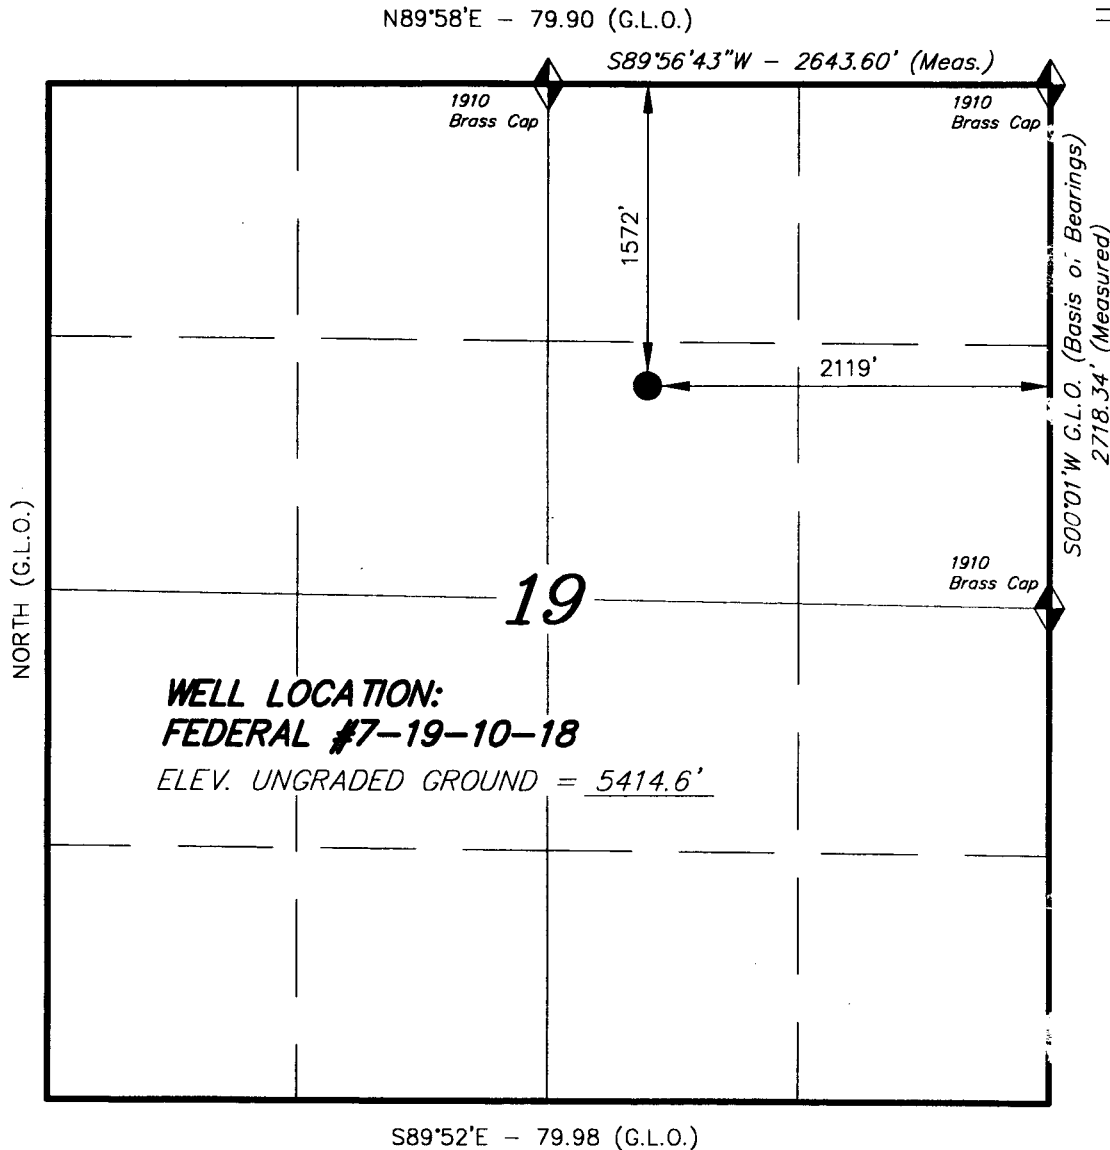 N89°58'E - 79.90 (G.L.O.)
S89°56'43"W - 2643.60' (Meas.)
1910
Brass Cap
1910
Brass Cap
1572'
2119'
S00°01'W G.L.O. (Basis of Bearings)
2718.34' (Measured)
NORTH (G.L.O.)
1910
Brass Cap
19
WELL LOCATION:
FEDERAL #7-19-10-18
ELEV. UNGRADED GROUND = 5414.6'
S89°52'E - 79.98 (G.L.O.)